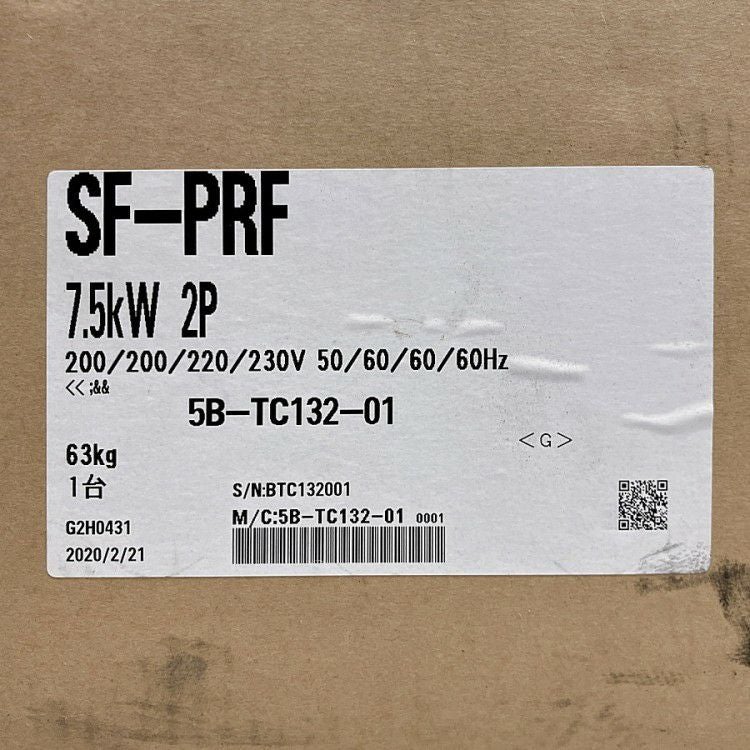 SF-PRF
7.5kW 2P
200/200/220/230V 50/60/60/60Hz
<< ;&&
5B-TC132-01
<G>
63kg
1台
S/N:BTC132001
M/C:5B-TC132-01 0001
G2H0431
2020/2/21